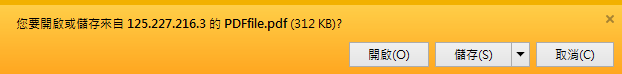 您要開啟或儲存來自 125.227.216.3 的 PDFfile.pdf (312 KB)?
開啟(O) 儲存(S) 取消(C)